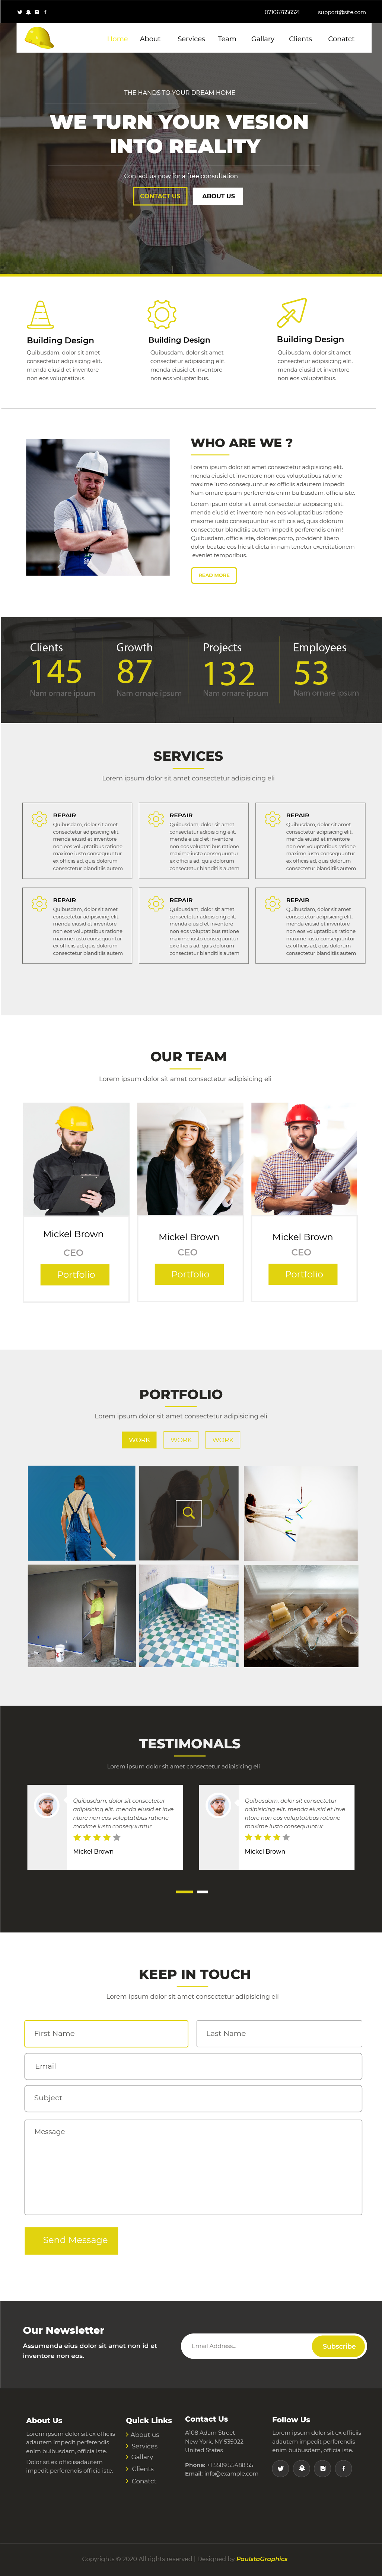 071067656521 support@site.com
Home About Services Team Gallary Clients Conatct
THE HANDS TO YOUR DREAM HOME
WE TURN YOUR VESION
INTO REALITY
Contact us now for a free consultation
CONTACT US ABOUT US
Building Design
Quibusdam, dolor sit amet
consectetur adipisicing elit.
menda eiusid et inventore
non eos voluptatibus.
Building Design
Quibusdam, dolor sit amet
consectetur adipisicing elit.
menda eiusid et inventore
non eos voluptatibus.
Building Design
Quibusdam, dolor sit amet
consectetur adipisicing elit.
menda eiusid et inventore
non eos voluptatibus.
WHO ARE WE ?
Lorem ipsum dolor sit amet consectetur adipisicing elit.
menda eiusid et inventore non eos voluptatibus ratione
maxime iusto consequuntur ex officiis adautem impedit
Nam ornare ipsum perferendis enim buibusdam, officia iste.
Lorem ipsum dolor sit amet consectetur adipisicing elit.
menda eiusid et inventore non eos voluptatibus ratione
maxime iusto consequuntur ex officiis ad, quis dolorum
consectetur blanditiis autem impedit perferendis enim!
Quibusdam, officia iste, dolores porro, provident libero
dolor beatae eos hic sit dicta in nam tenetur exercitationem
eveniet temporibus.
READ MORE
Clients
145
Nam ornare ipsum
Growth
87
Nam ornare ipsum
Projects
132
Nam ornare ipsum
Employees
53
Nam ornare ipsum
SERVICES
Lorem ipsum dolor sit amet consectetur adipisicing eli
REPAIR
Quibusdam, dolor sit amet
consectetur adipisicing elit.
menda eiusid et inventore
non eos voluptatibus ratione
maxime iusto consequuntur
ex officiis ad, quis dolorum
consectetur blanditiis autem
REPAIR
Quibusdam, dolor sit amet
consectetur adipisicing elit.
menda eiusid et inventore
non eos voluptatibus ratione
maxime iusto consequuntur
ex officiis ad, quis dolorum
consectetur blanditiis autem
REPAIR
Quibusdam, dolor sit amet
consectetur adipisicing elit.
menda eiusid et inventore
non eos voluptatibus ratione
maxime iusto consequuntur
ex officiis ad, quis dolorum
consectetur blanditiis autem
REPAIR
Quibusdam, dolor sit amet
consectetur adipisicing elit.
menda eiusid et inventore
non eos voluptatibus ratione
maxime iusto consequuntur
ex officiis ad, quis dolorum
consectetur blanditiis autem
REPAIR
Quibusdam, dolor sit amet
consectetur adipisicing elit.
menda eiusid et inventore
non eos voluptatibus ratione
maxime iusto consequuntur
ex officiis ad, quis dolorum
consectetur blanditiis autem
REPAIR
Quibusdam, dolor sit amet
consectetur adipisicing elit.
menda eiusid et inventore
non eos voluptatibus ratione
maxime iusto consequuntur
ex officiis ad, quis dolorum
consectetur blanditiis autem
OUR TEAM
Lorem ipsum dolor sit amet consectetur adipisicing eli
Mickel Brown
CEO
Portfolio
Mickel Brown
CEO
Portfolio
Mickel Brown
CEO
Portfolio
PORTFOLIO
Lorem ipsum dolor sit amet consectetur adipisicing eli
WORK WORK WORK
TESTIMONALS
Lorem ipsum dolor sit amet consectetur adipisicing eli
Quibusdam, dolor sit consectetur
adipisicing elit. menda eiusid et inve
ntore non eos voluptatibus ratione
maxime iusto consequuntur
Mickel Brown
Quibusdam, dolor sit consectetur
adipisicing elit. menda eiusid et inve
ntore non eos voluptatibus ratione
maxime iusto consequuntur
Mickel Brown
KEEP IN TOUCH
Lorem ipsum dolor sit amet consectetur adipisicing eli
First Name Last Name
Email
Subject
Message
Send Message
Our Newsletter
Assumenda eius dolor sit amet non id et
inventore non eos.
Email Address... Subscribe
About Us
Lorem ipsum dolor sit ex officiis
adautem impedit perferendis
enim buibusdam, officia iste.
Dolor sit ex officiisadautem
impedit perferendis officia iste.
Quick Links
About us
Services
Gallary
Clients
Conatct
Contact Us
A108 Adam Street
New York, NY 535022
United States
Phone: +1 5589 55488 55
Email: info@example.com
Follow Us
Lorem ipsum dolor sit ex officiis
adautem impedit perferendis
enim buibusdam, officia iste.
Copyrights © 2020 All rights reserved | Designed by PaulstaGraphics